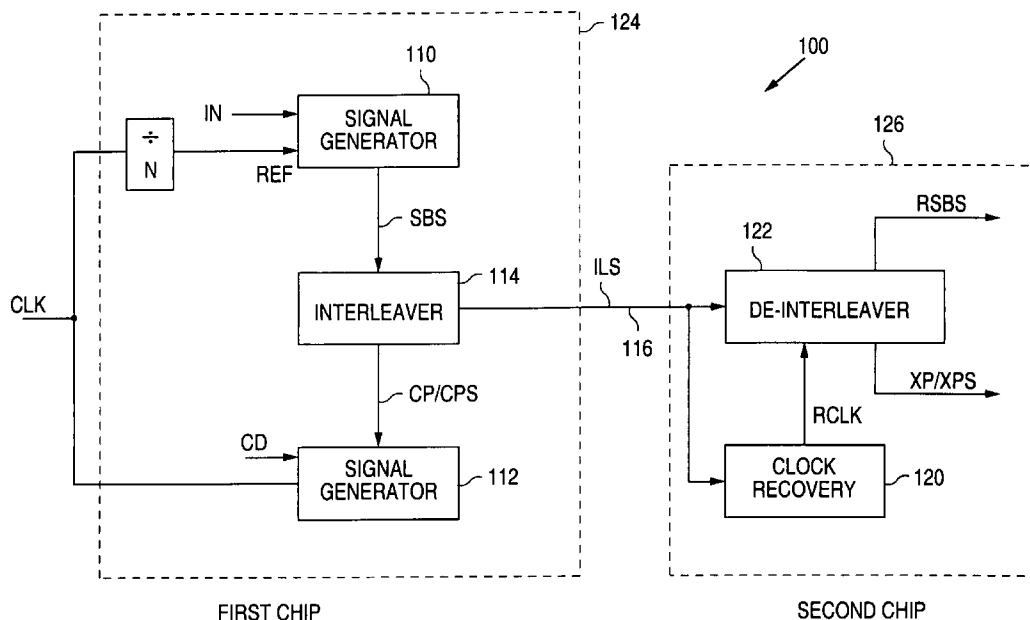 124
100
110
IN
SIGNAL
GENERATOR
÷
N
REF
126
RSBS
SBS
122
114
ILS
CLK
INTERLEAVER
DE-INTERLEAVER
116
XP/XPS
CP/CPS
RCLK
CD
SIGNAL
GENERATOR
112
CLOCK
RECOVERY
120
FIRST CHIP
SECOND CHIP